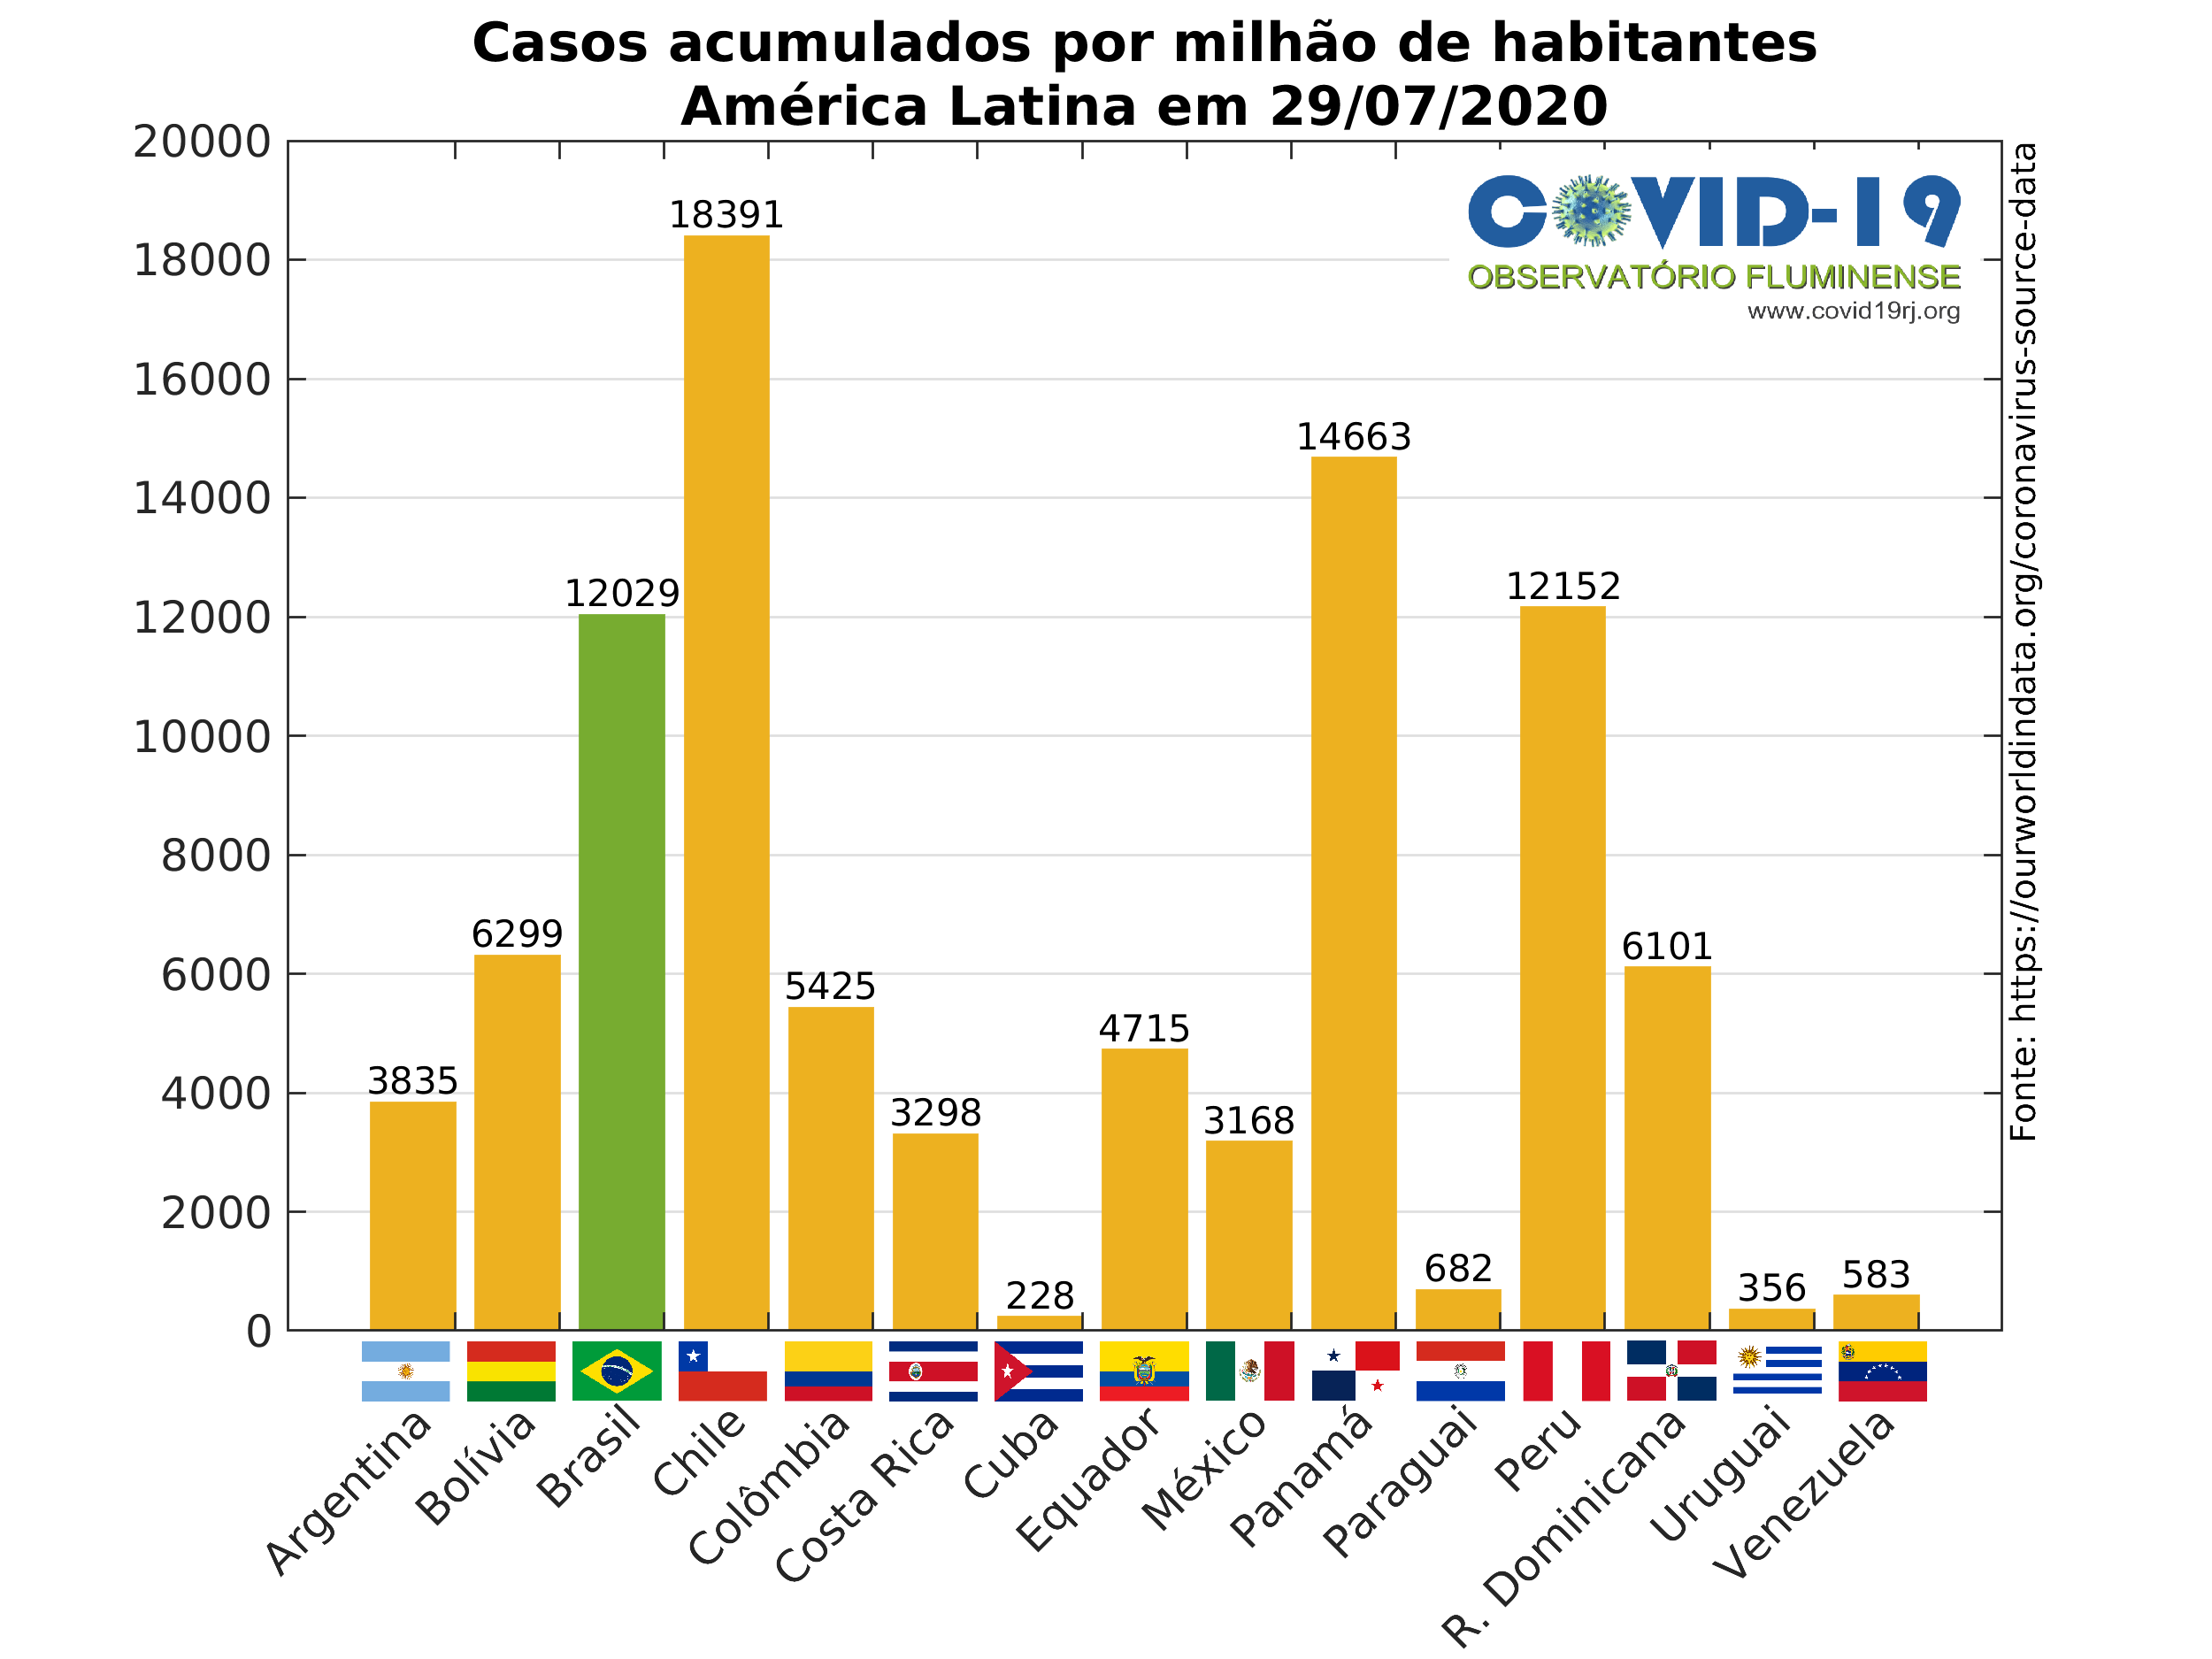 Casos acumulados por milhão de habitantes
América Latina em 29/07/2020
20000
18000
16000
14000
12000
10000
8000
6000
4000
2000
0
3835
6299
12029
18391
5425
3298
228
4715
3168
14663
682
12152
6101
356
583
COVID-19
OBSERVATÓRIO FLUMINENSE
www.covid19rj.org
Fonte: https://ourworldindata.org/coronavirus-source-data
Argentina
Bolívia
Brasil
Chile
Colômbia
Costa Rica
Cuba
Equador
México
Panamá
Paraguai
Peru
R. Dominicana
Uruguai
Venezuela